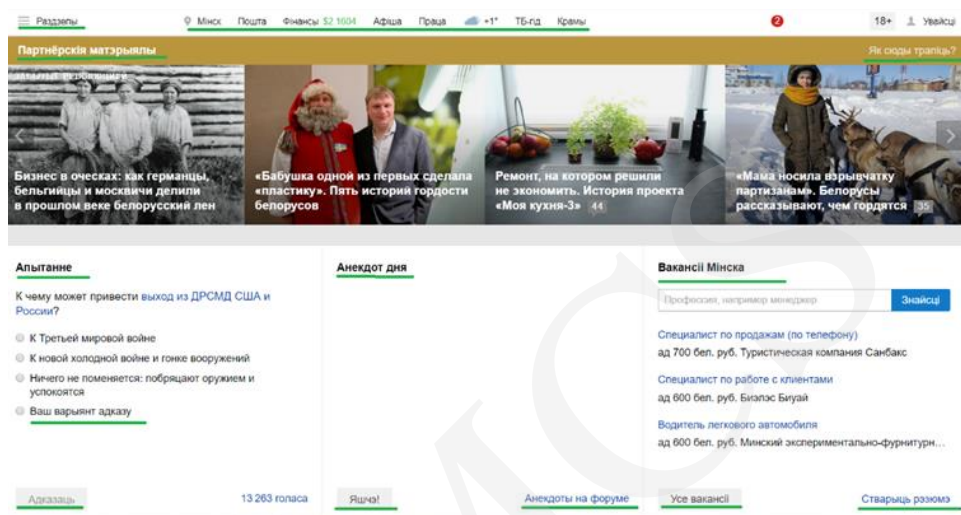 Раздзелы
Мінск Пошта Фінансы $2.1604 Афіша Праца +1° ТБ-гід Крамы
2
18+ Увайсці
Партнёрскія матэрыялы
Як сюды трапіць?
Бизнес в оческах: как германцы,
бельгийцы и москвичи делили
в прошлом веке белорусский лен
«Бабушка одной из первых сделала
«пластику». Пять историй гордости
белорусов
Ремонт, на котором решили
не экономить. История проекта
«Моя кухня-3» 44
«Мама носила взрывчатку
партизанам». Белорусы
рассказывают, чем гордятся 35
Апытанне
К чему может привести выход из ДРСМД США и
России?
К Третьей мировой войне
К новой холодной войне и гонке вооружений
Ничего не поменяется: побряцают оружием и
успокоятся
Ваш варыянт адказу
Адказаць
13 263 голаса
Анекдот дня
Яшчэ!
Анекдоты на форуме
Вакансіі Мінска
Профессия, например менеджер
Знайсці
Специалист по продажам (по телефону)
ад 700 бел. руб. Туристическая компания Санбакс
Специалист по работе с клиентами
ад 600 бел. руб. Биэлэс Биуай
Водитель легкового автомобиля
ад 600 бел. руб. Минский экспериментально-фурнитурн…
Усе вакансіі
Стварыць рэзюмэ